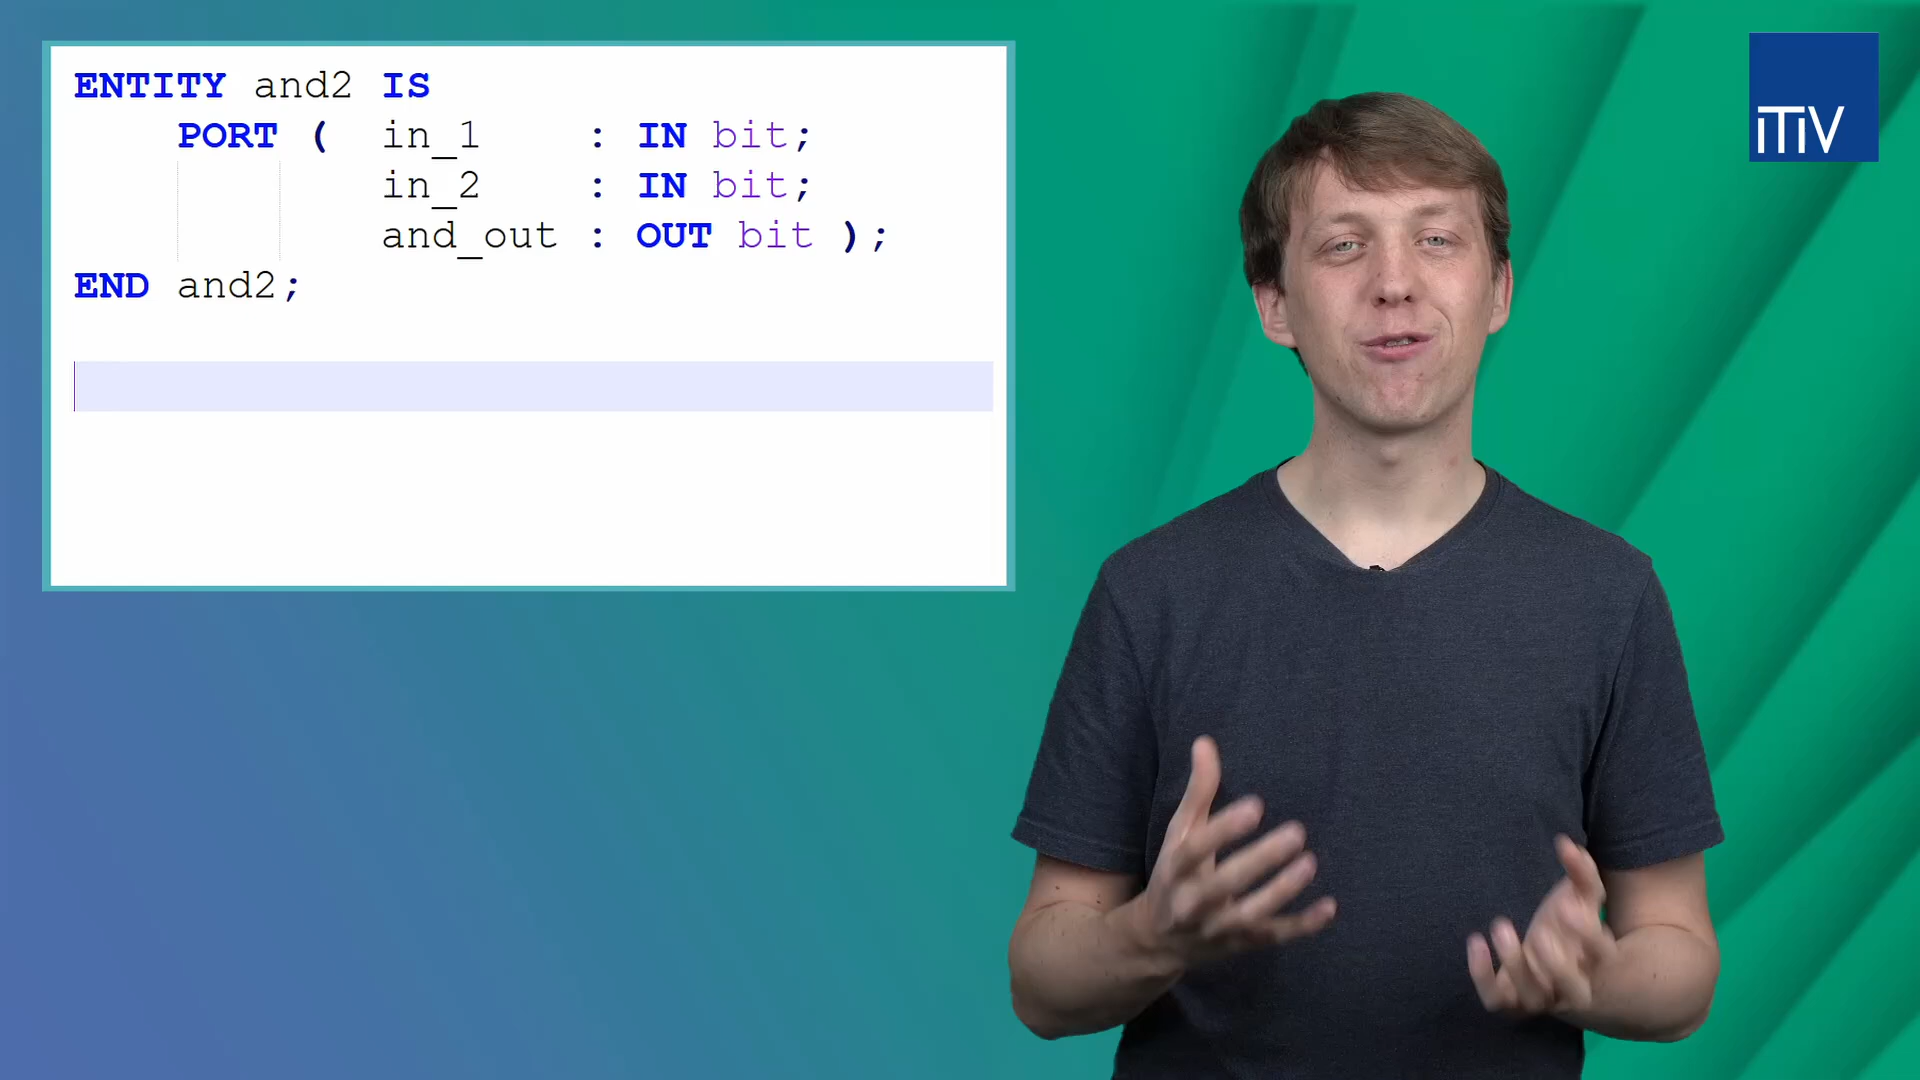 ENTITY and2 IS
PORT ( in_1 : IN bit;
in_2 : IN bit;
and_out : OUT bit );
END and2;
iTiV